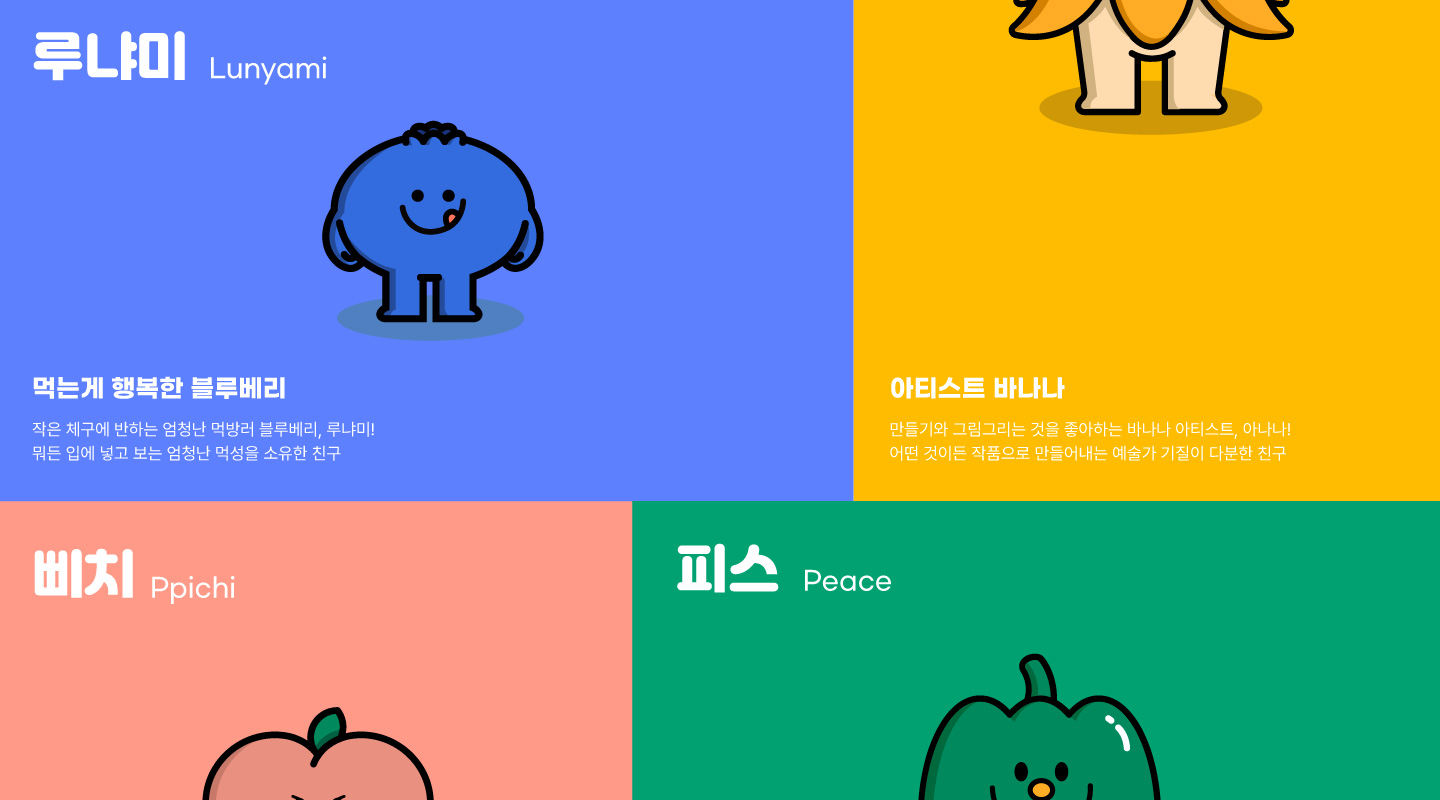 루냐미 Lunyami
먹는게 행복한 블루베리
작은 체구에 반하는 엄청난 먹방러 블루베리, 루냐미!
뭐든 입에 넣고 보는 엄청난 먹성을 소유한 친구
아티스트 바나나
만들기와 그림그리는 것을 좋아하는 바나나 아티스트, 아나나!
어떤 것이든 작품으로 만들어내는 예술가 기질이 다분한 친구
삐치 Ppichi
피스 Peace